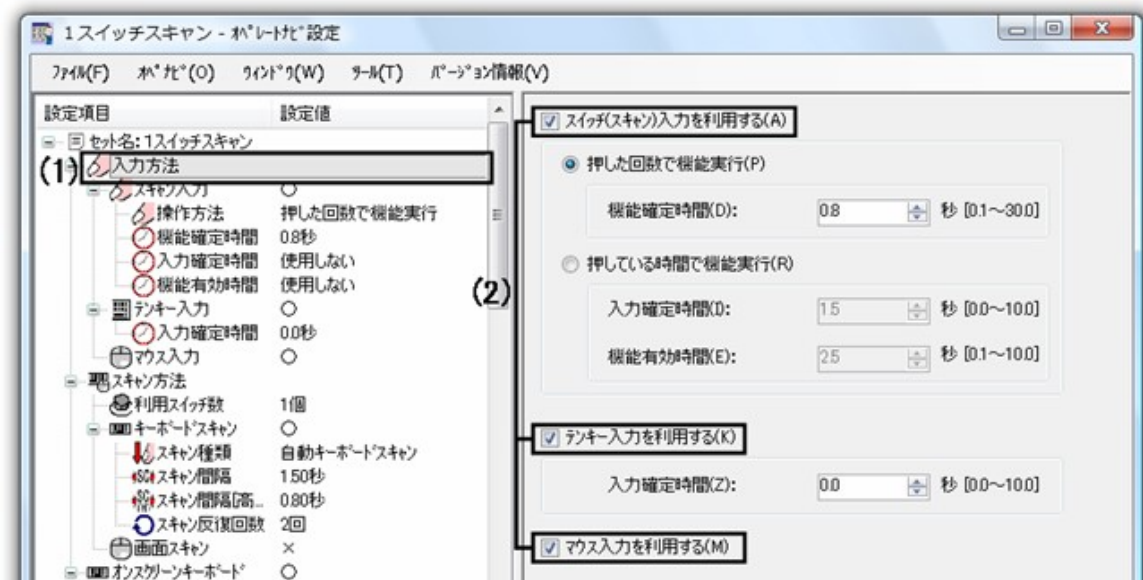 1スイッチスキャン - ｵﾍﾟﾚｰﾄﾅﾋﾞ設定
ﾌｧｲﾙ(F) ｵﾍﾟﾅﾋﾞ(O) ｳｨﾝﾄﾞｳ(W) ﾂｰﾙ(T) ﾊﾞｰｼﾞｮﾝ情報(V)
設定項目 設定値
セット名: 1スイッチスキャン
(1) 入力方法
スキャン入力 ○
操作方法 押した回数で機能実行
機能確定時間 0.8秒
入力確定時間 使用しない
機能有効時間 使用しない
テンキー入力 ○
入力確定時間 0.0秒
マウス入力 ○
スキャン方法
利用スイッチ数 1個
キーボードスキャン ○
スキャン種類 自動キーボードスキャン
スキャン間隔 1.50秒
スキャン間隔[高... 0.80秒
スキャン反復回数 2回
画面スキャン ×
オンスクリーンキーボード ○
(2)
スイッチ(スキャン)入力を利用する(A)
押した回数で機能実行(P)
機能確定時間(D): 0.8 秒 [0.1～30.0]
押している時間で機能実行(R)
入力確定時間(I): 1.5 秒 [0.0～10.0]
機能有効時間(E): 2.5 秒 [0.1～10.0]
テンキー入力を利用する(K)
入力確定時間(Z): 0.0 秒 [0.0～10.0]
マウス入力を利用する(M)